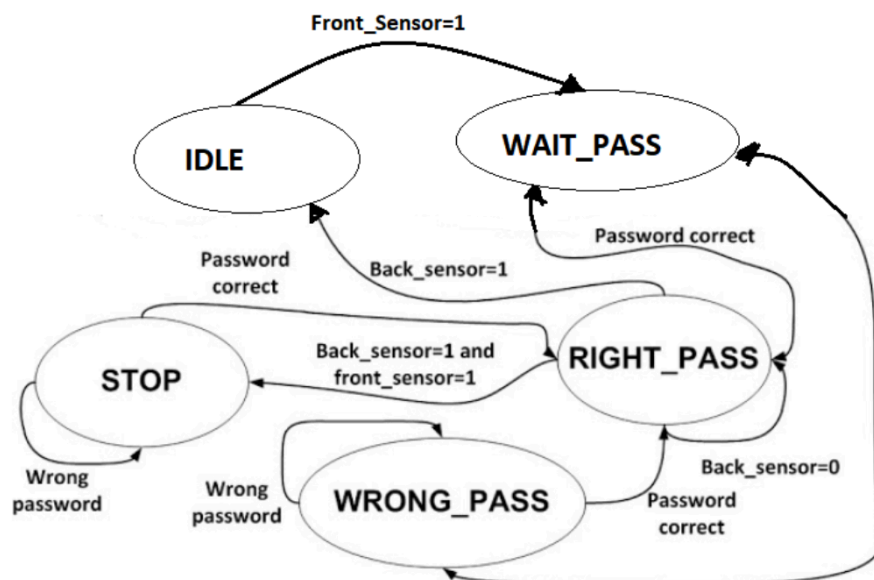 Front_Sensor=1
IDLE
WAIT_PASS
Password correct
Password
correct
Back_sensor=1
STOP
Back_sensor=1 and
front_sensor=1
RIGHT_PASS
Wrong
password
Wrong
password
WRONG_PASS
Back_sensor=0
Password
correct